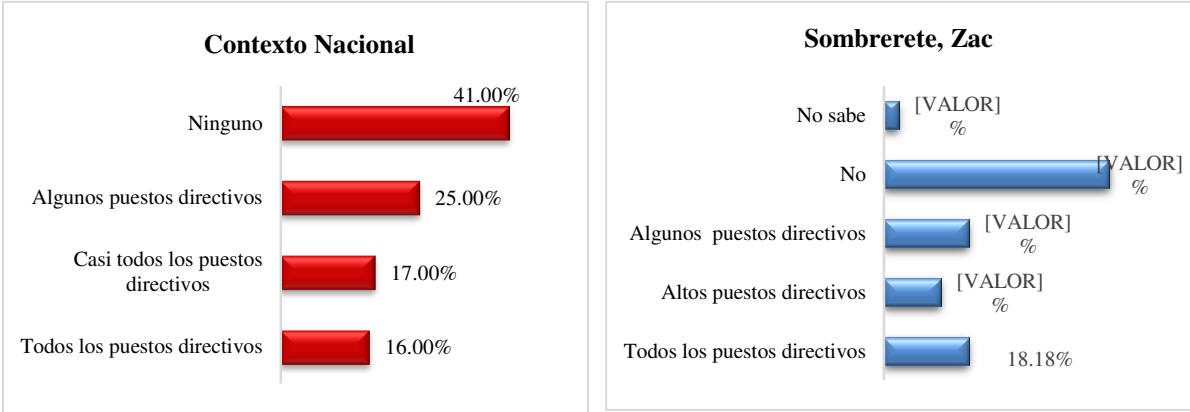 Contexto Nacional
41.00%
Ninguno
Algunos puestos directivos
25.00%
Casi todos los puestos
directivos
17.00%
Todos los puestos directivos
16.00%
Sombrerete, Zac
No sabe
[VALOR]
%
No
[VALOR]
%
Algunos puestos directivos
[VALOR]
%
Altos puestos directivos
[VALOR]
%
Todos los puestos directivos
18.18%